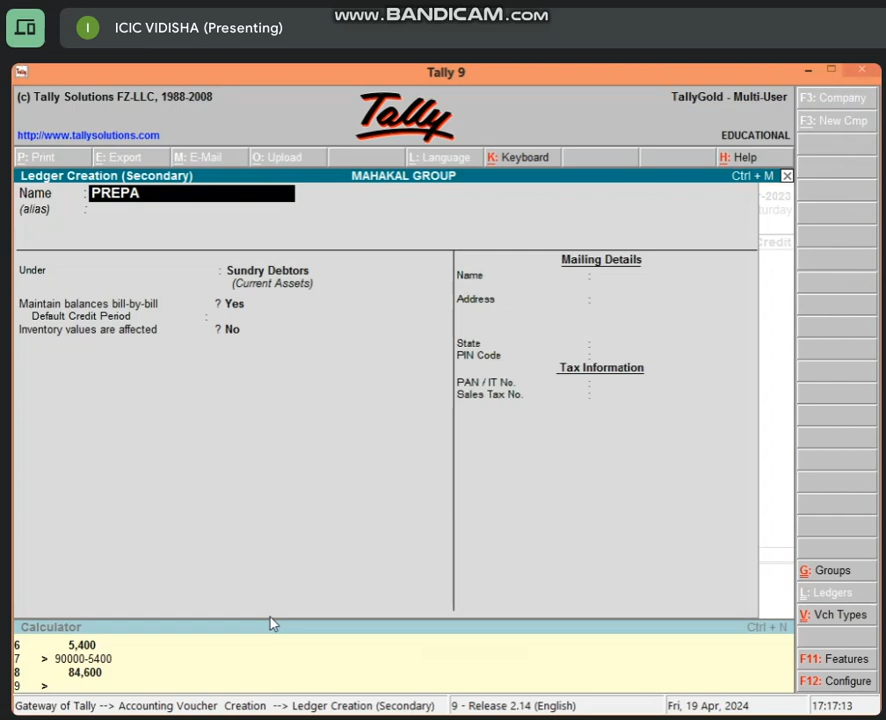 www.BANDICAM.com
I ICIC VIDISHA (Presenting)
Tally 9
(c) Tally Solutions FZ-LLC, 1988-2008
Tally
TallyGold - Multi-User
http://www.tallysolutions.com
EDUCATIONAL
P: Print E: Export M: E-Mail O: Upload L: Language K: Keyboard H: Help
Ledger Creation (Secondary) MAHAKAL GROUP Ctrl + M
Name : PREPA
(alias) :
-2023
turday
Credit
Under : Sundry Debtors
(Current Assets)
Maintain balances bill-by-bill ? Yes
Default Credit Period :
Inventory values are affected ? No
Mailing Details
Name :
Address :
State :
PIN Code :
Tax Information
PAN / IT No. :
Sales Tax No. :
F3: Company
F3: New Cmp
G: Groups
L: Ledgers
V: Vch Types
F11: Features
F12: Configure
Calculator Ctrl + N
6 5,400
7 > 90000-5400
8 84,600
9 >
Gateway of Tally --> Accounting Voucher Creation --> Ledger Creation (Secondary) 9 - Release 2.14 (English) Fri, 19 Apr, 2024 17:17:13